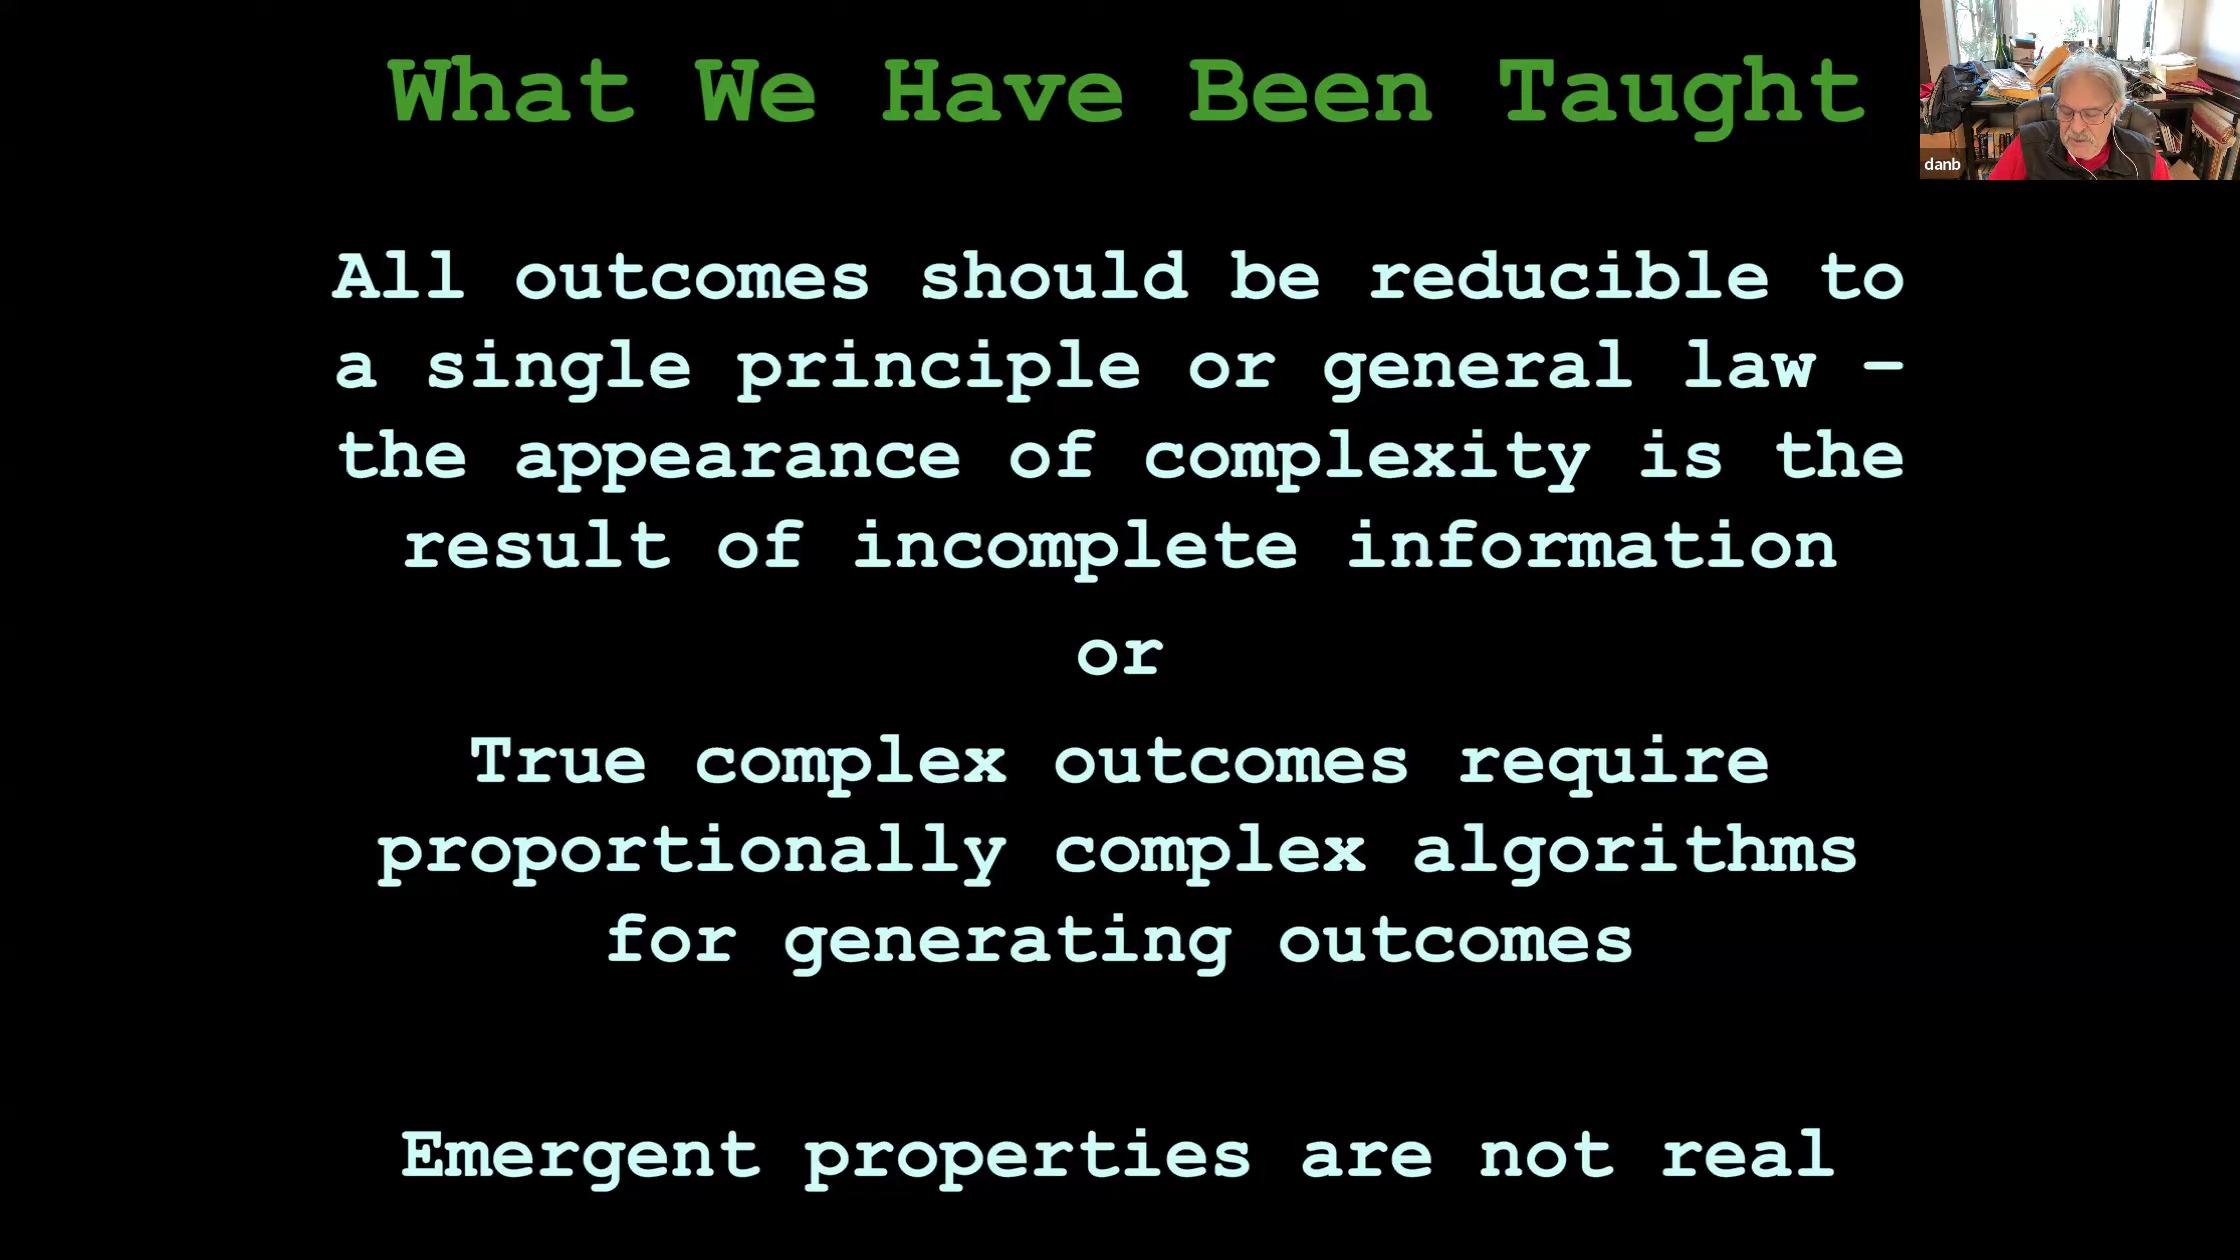 What We Have Been Taught
danb
All outcomes should be reducible to
a single principle or general law –
the appearance of complexity is the
result of incomplete information
or
True complex outcomes require
proportionally complex algorithms
for generating outcomes
Emergent properties are not real